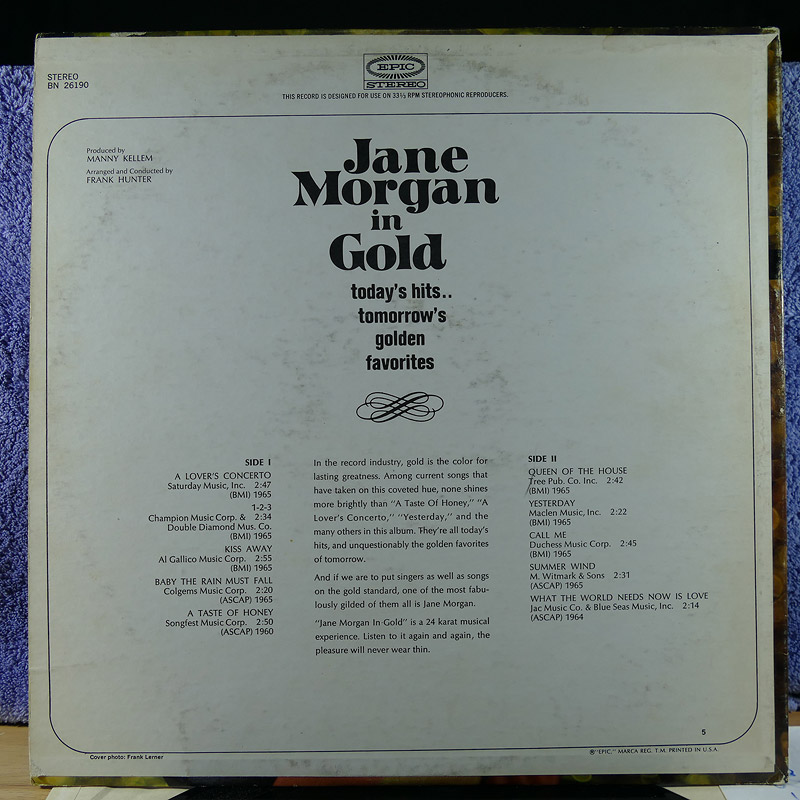 STEREO
BN 26190
EPIC
STEREO
THIS RECORD IS DESIGNED FOR USE ON 33⅓ RPM STEREOPHONIC REPRODUCERS.
Produced by
MANNY KELLEM
Arranged and Conducted by
FRANK HUNTER
Jane
Morgan
in
Gold
today's hits..
tomorrow's
golden
favorites
SIDE I
A LOVER'S CONCERTO
Saturday Music, Inc. 2:47
(BMI) 1965
1-2-3
Champion Music Corp. & 2:34
Double Diamond Mus. Co.
(BMI) 1965
KISS AWAY
Al Gallico Music Corp. 2:55
(BMI) 1965
BABY THE RAIN MUST FALL
Colgems Music Corp. 2:20
(ASCAP) 1965
A TASTE OF HONEY
Songfest Music Corp. 2:50
(ASCAP) 1960
In the record industry, gold is the color for
lasting greatness. Among current songs that
have taken on this coveted hue, none shines
more brightly than "A Taste Of Honey," "A
Lover's Concerto," "Yesterday," and the
many others in this album. They're all today's
hits, and unquestionably the golden favorites
of tomorrow.
And if we are to put singers as well as songs
on the gold standard, one of the most fabu-
lously gilded of them all is Jane Morgan.
"Jane Morgan In Gold" is a 24 karat musical
experience. Listen to it again and again, the
pleasure will never wear thin.
SIDE II
QUEEN OF THE HOUSE
Tree Pub. Co. Inc. 2:42
(BMI) 1965
YESTERDAY
Maclen Music, Inc. 2:22
(BMI) 1965
CALL ME
Duchess Music Corp. 2:45
(BMI) 1965
SUMMER WIND
M. Witmark & Sons 2:31
(ASCAP) 1965
WHAT THE WORLD NEEDS NOW IS LOVE
Jac Music Co. & Blue Seas Music, Inc. 2:14
(ASCAP) 1964
5
Cover photo: Frank Lerner
®"EPIC," MARCA REG. T.M. PRINTED IN U.S.A.